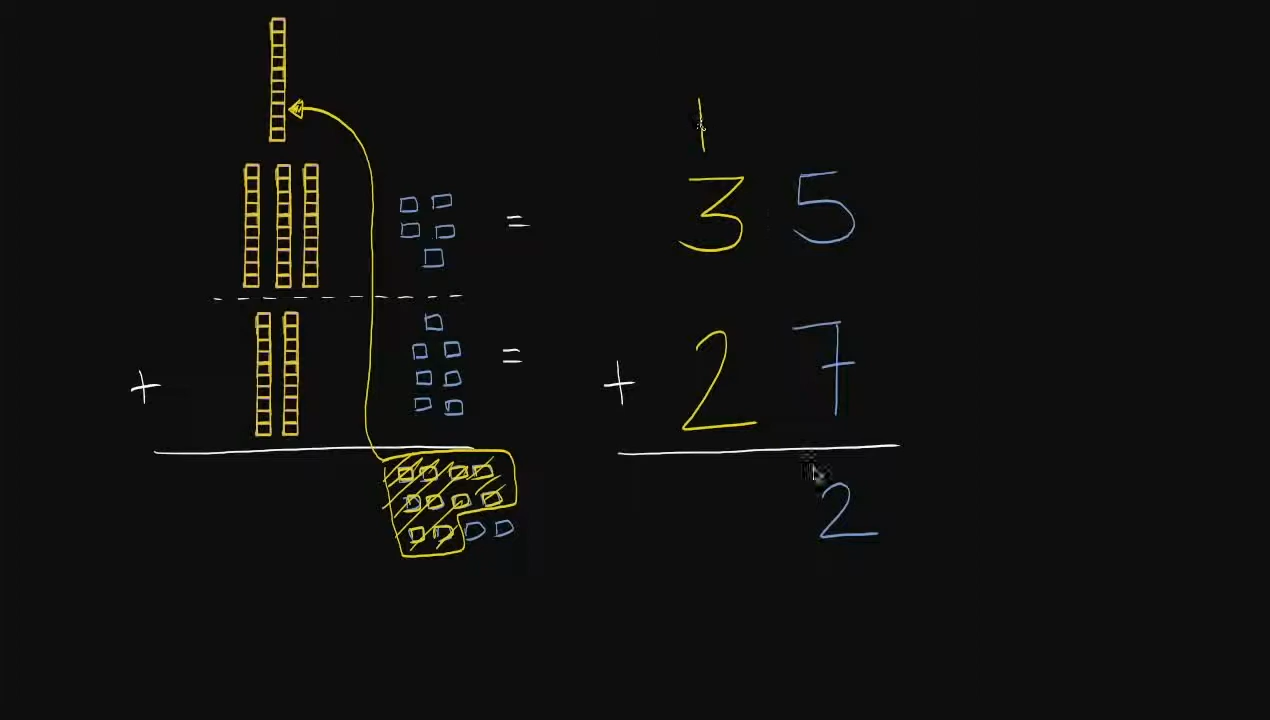 1
= 35
+ = + 27
2